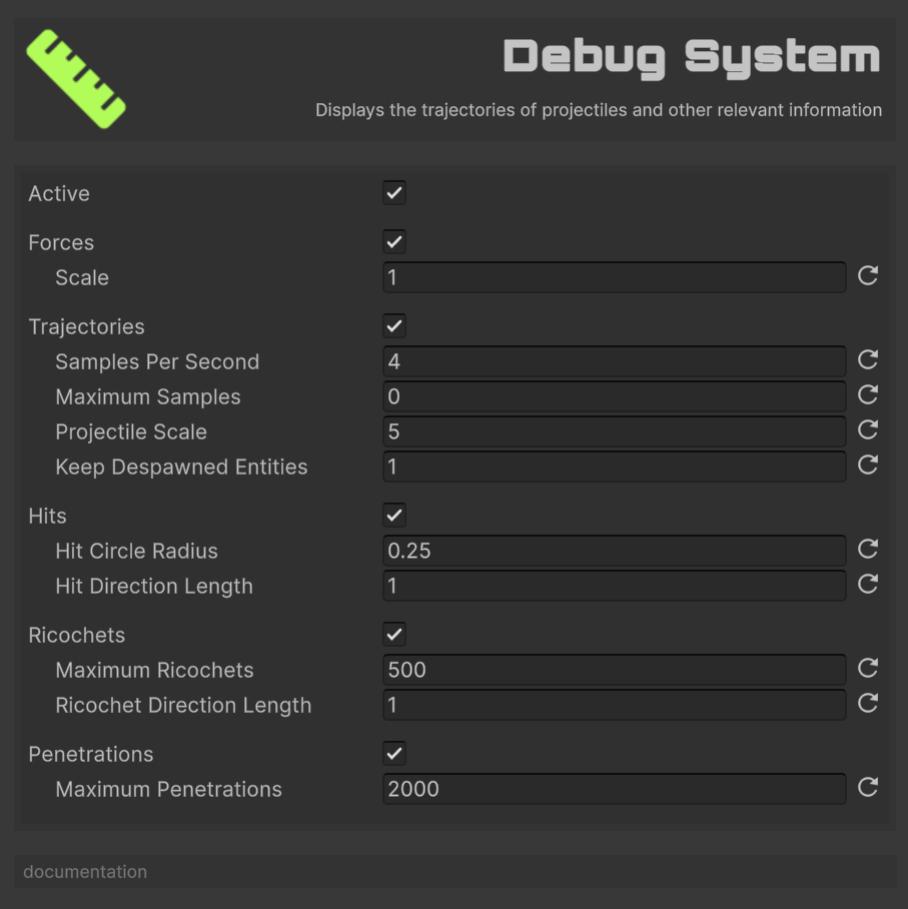 Debug System
Displays the trajectories of projectiles and other relevant information
Active
Forces
Scale 1
Trajectories
Samples Per Second 4
Maximum Samples 0
Projectile Scale 5
Keep Despawned Entities 1
Hits
Hit Circle Radius 0.25
Hit Direction Length 1
Ricochets
Maximum Ricochets 500
Ricochet Direction Length 1
Penetrations
Maximum Penetrations 2000
documentation